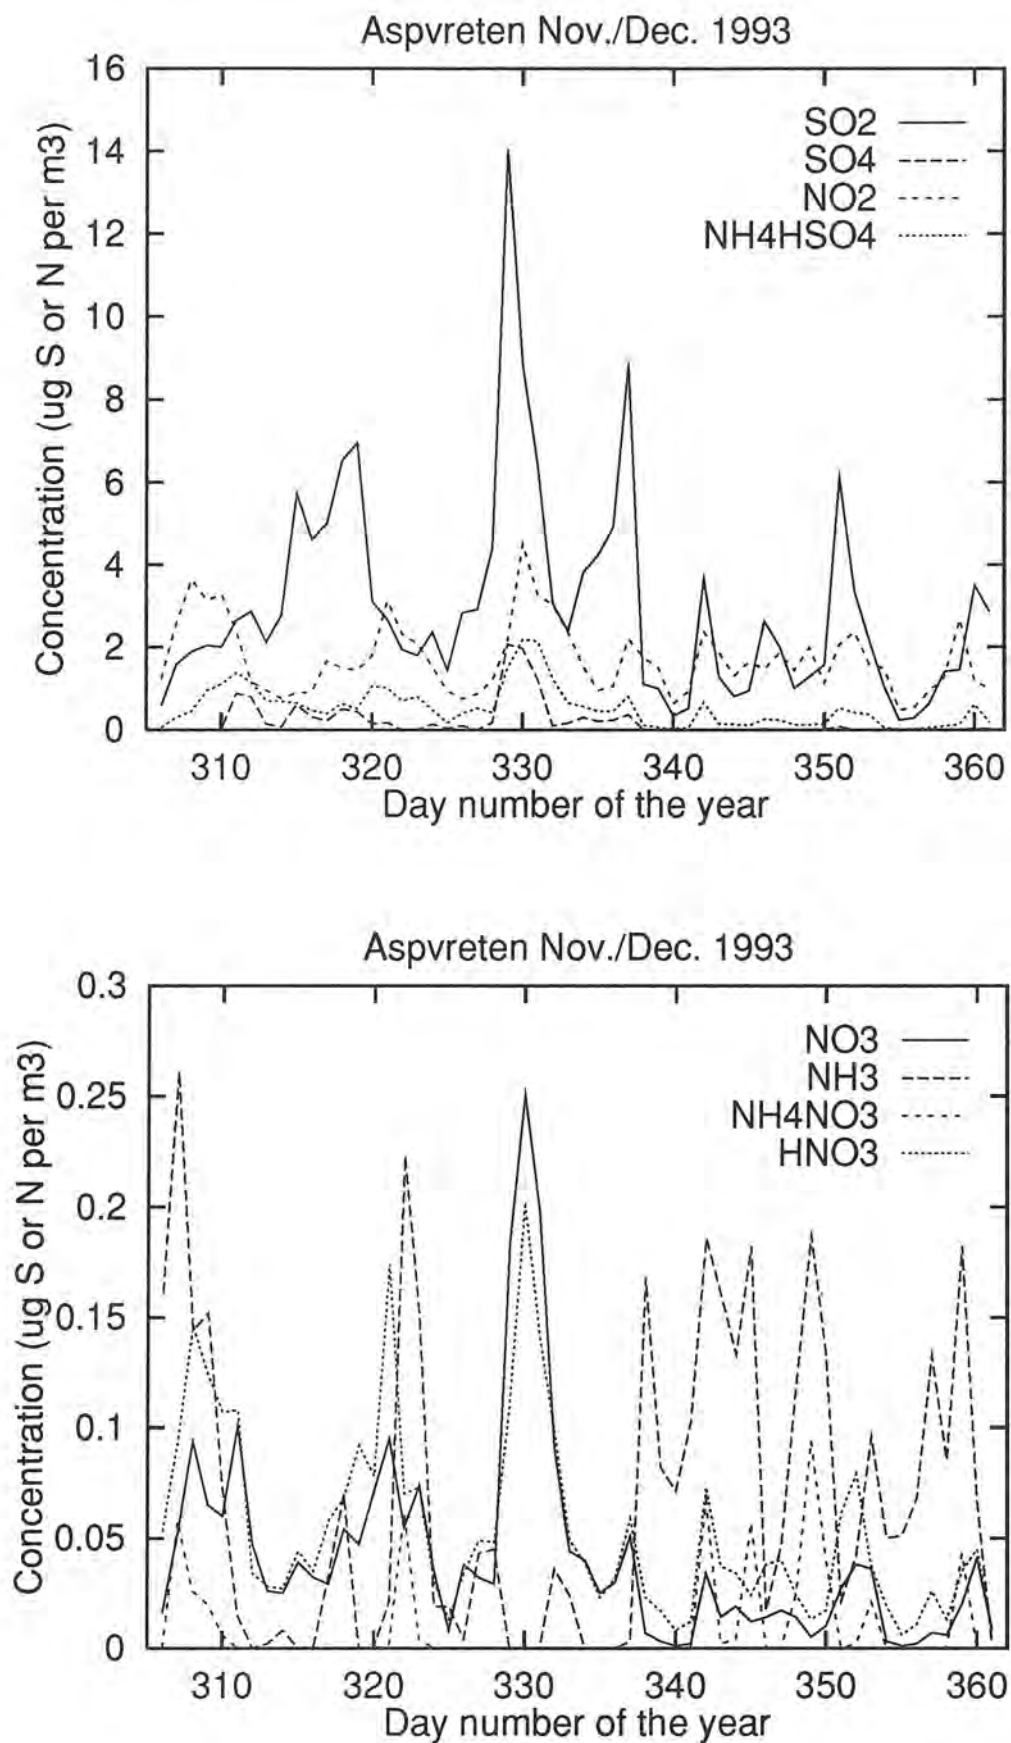 Aspvreten Nov./Dec. 1993
16
14
12
10
8
6
4
2
0
Concentration (ug S or N per m3)
SO2
SO4
NO2
NH4HSO4
310 320 330 340 350 360
Day number of the year
Aspvreten Nov./Dec. 1993
0.3
0.25
0.2
0.15
0.1
0.05
0
Concentration (ug S or N per m3)
NO3
NH3
NH4NO3
HNO3
310 320 330 340 350 360
Day number of the year